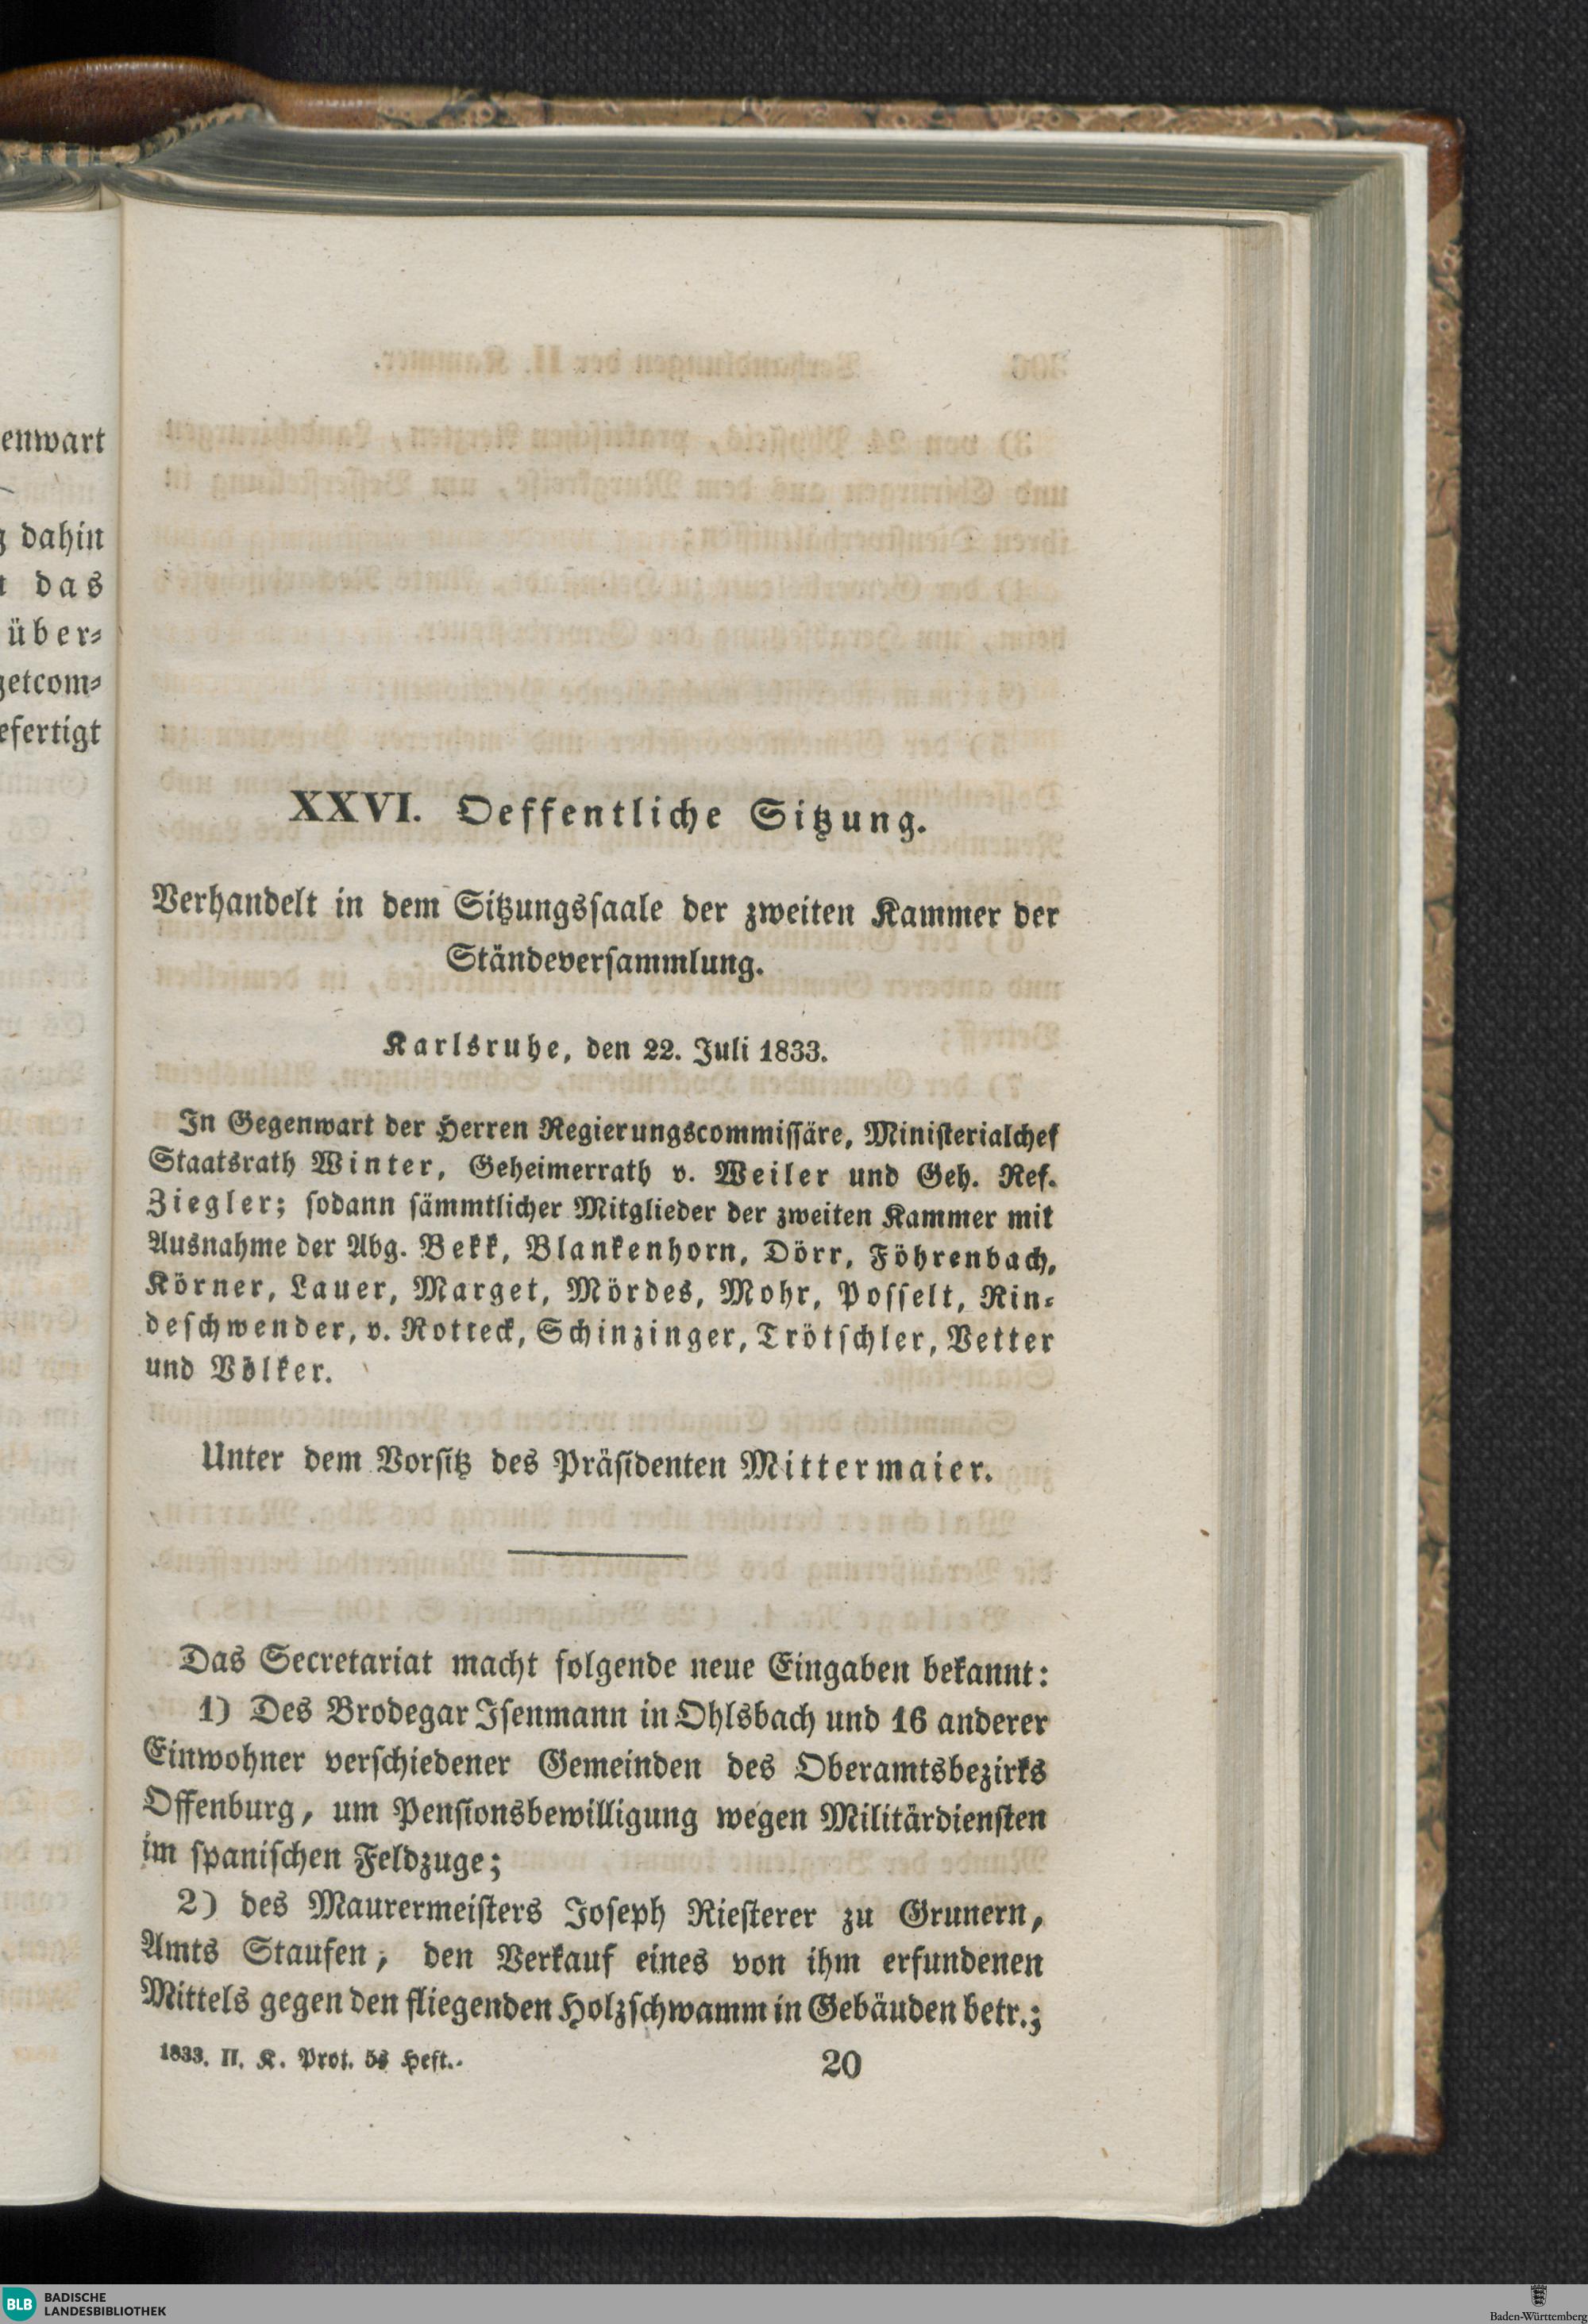 enwart
dahin
das
über⸗
getcom⸗
efertigt
XXVI. Oeffentliche Sitzung.
Verhandelt in dem Sitzungssaale der zweiten Kammer der
Ständeversammlung.
Karlsruhe, den 22. Juli 1833.
In Gegenwart der Herren Regierungscommissäre, Ministerialchef
Staatsrath Winter, Geheimerrath v. Weiler und Geh. Ref.
Ziegler; sodann sämmtlicher Mitglieder der zweiten Kammer mit
Ausnahme der Abg. Bekk, Blankenhorn, Dörr, Föhrenbach,
Körner, Lauer, Marget, Mördes, Mohr, Posselt, Rin⸗
deschwender, v. Rotteck, Schinzinger, Trötschler, Vetter
und Völker.
Unter dem Vorsitz des Präsidenten Mittermaier.
Das Secretariat macht folgende neue Eingaben bekannt:
1) Des Brodegar Isenmann in Ohlsbach und 16 anderer
Einwohner verschiedener Gemeinden des Oberamtsbezirks
Offenburg, um Pensionsbewilligung wegen Militärdiensten
im spanischen Feldzuge;
2) des Maurermeisters Joseph Riesterer zu Grunern,
Amts Staufen, den Verkauf eines von ihm erfundenen
Mittels gegen den fliegenden Holzschwamm in Gebäuden betr.;
1833. II. K. Prot. 5s Heft. 20
BLB BADISCHE
LANDESBIBLIOTHEK
Baden-Württemberg